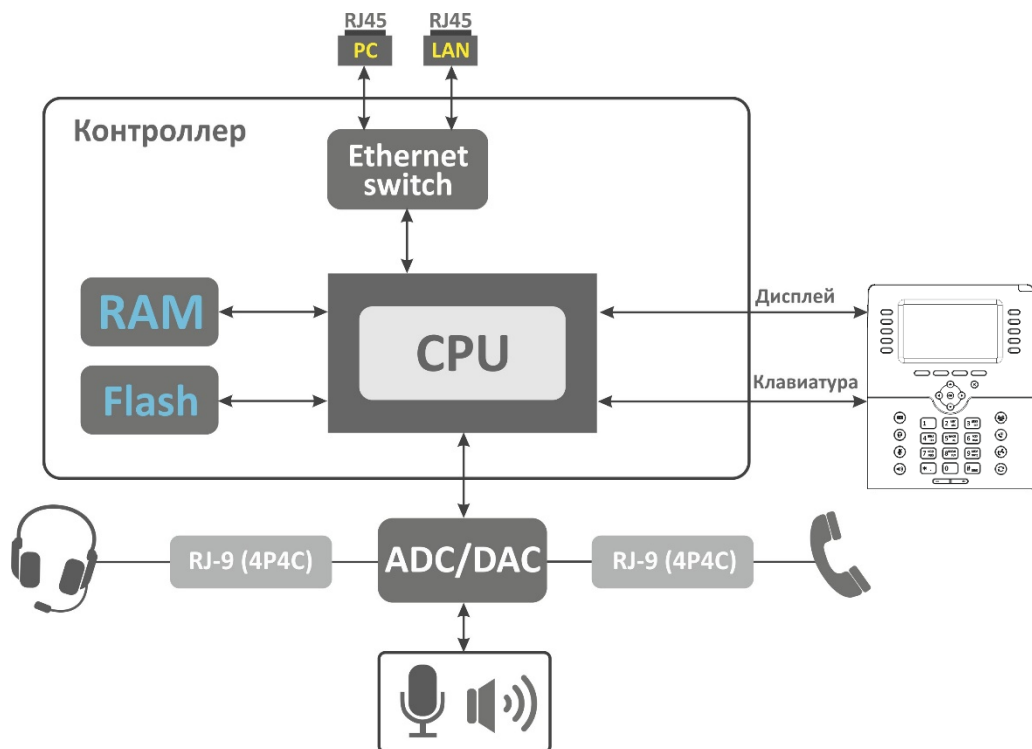 RJ45 RJ45
PC LAN
Контроллер
Ethernet
switch
RAM
CPU
Дисплей
Flash
Клавиатура
RJ-9 (4P4C)
ADC/DAC
RJ-9 (4P4C)